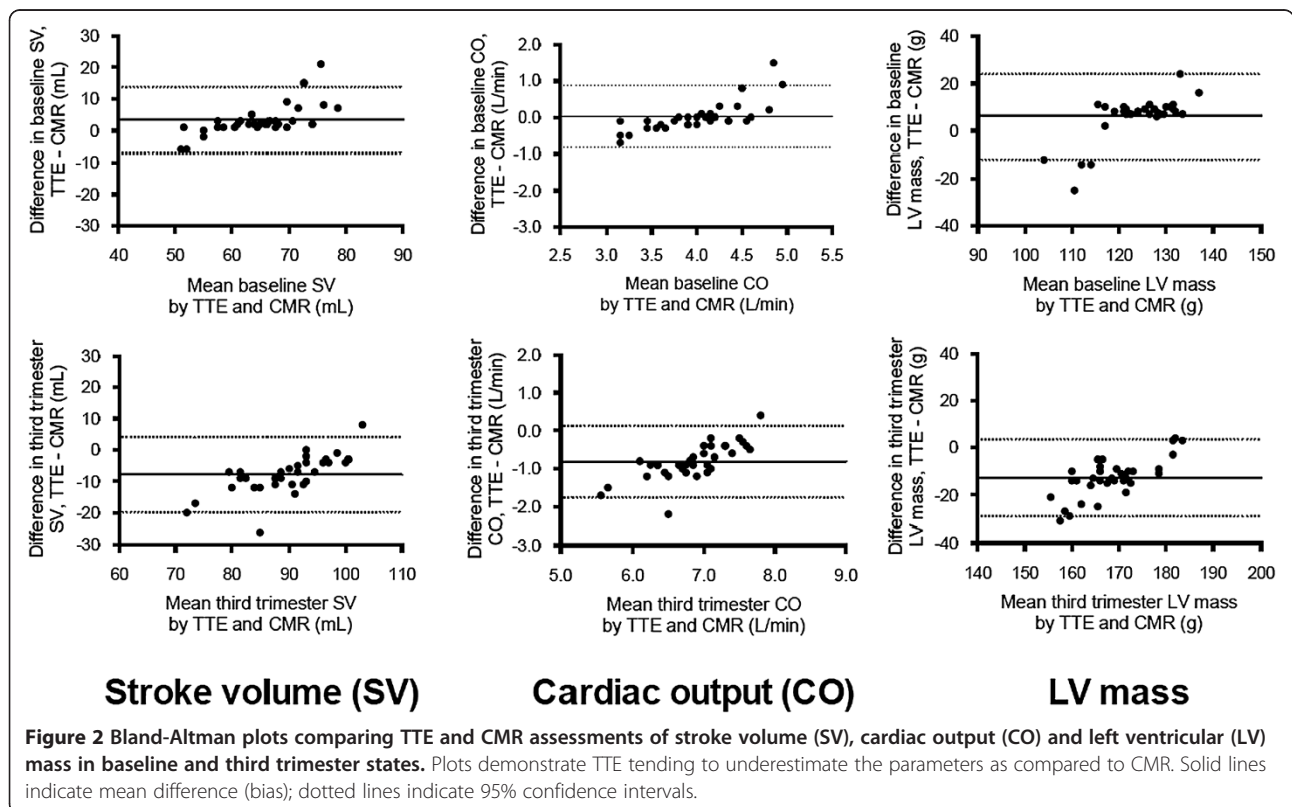 Difference in baseline SV,
TTE - CMR (mL)
30
20
10
0
-10
-20
-30
40 50 60 70 80 90
Mean baseline SV
by TTE and CMR (mL)
Difference in baseline CO,
TTE - CMR (L/min)
2.0
1.0
0.0
-1.0
-2.0
-3.0
2.5 3.0 3.5 4.0 4.5 5.0 5.5
Mean baseline CO
by TTE and CMR (L/min)
Difference in baseline
LV mass, TTE - CMR (g)
40
20
0
-20
-40
90 100 110 120 130 140 150
Mean baseline LV mass
by TTE and CMR (g)
Difference in third trimester
SV, TTE - CMR (mL)
30
20
10
0
-10
-20
-30
60 70 80 90 100 110
Mean third trimester SV
by TTE and CMR (mL)
Difference in third trimester
CO, TTE - CMR (L/min)
2.0
1.0
0.0
-1.0
-2.0
-3.0
5.0 6.0 7.0 8.0 9.0
Mean third trimester CO
by TTE and CMR (L/min)
Difference in third trimester
LV mass, TTE - CMR (g)
40
20
0
-20
-40
140 150 160 170 180 190 200
Mean third trimester LV mass
by TTE and CMR (g)
Stroke volume (SV)
Cardiac output (CO)
LV mass
Figure 2 Bland-Altman plots comparing TTE and CMR assessments of stroke volume (SV), cardiac output (CO) and left ventricular (LV)
mass in baseline and third trimester states. Plots demonstrate TTE tending to underestimate the parameters as compared to CMR. Solid lines
indicate mean difference (bias); dotted lines indicate 95% confidence intervals.